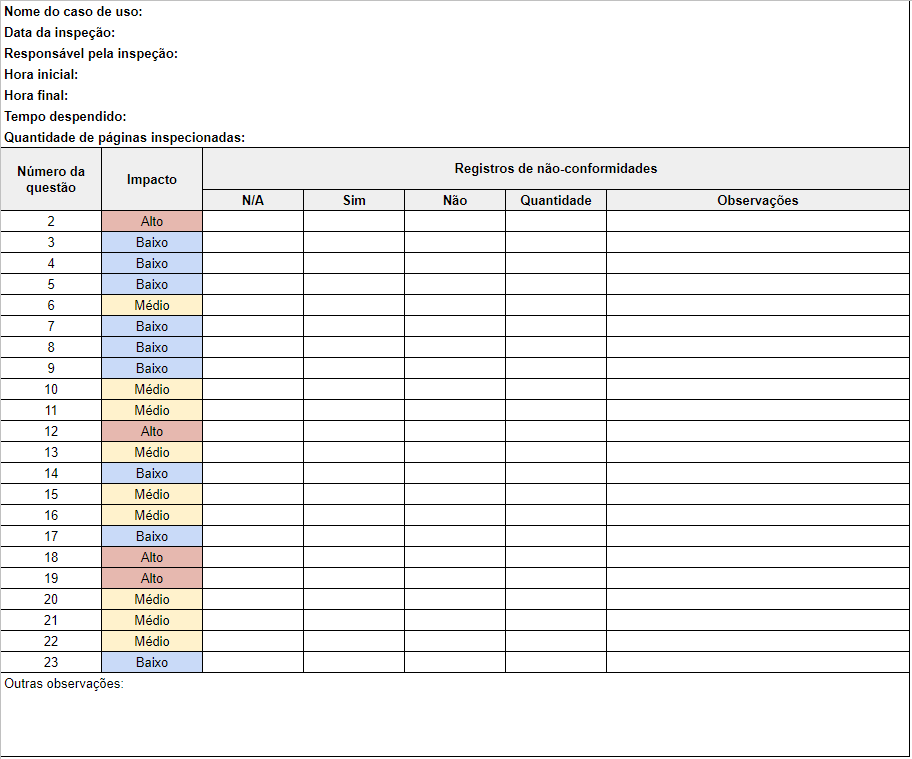 Nome do caso de uso:
Data da inspeção:
Responsável pela inspeção:
Hora inicial:
Hora final:
Tempo despendido:
Quantidade de páginas inspecionadas:
Número da questão Impacto Registros de não-conformidades
N/A Sim Não Quantidade Observações
2 Alto
3 Baixo
4 Baixo
5 Baixo
6 Médio
7 Baixo
8 Baixo
9 Baixo
10 Médio
11 Médio
12 Alto
13 Médio
14 Baixo
15 Médio
16 Médio
17 Baixo
18 Alto
19 Alto
20 Médio
21 Médio
22 Médio
23 Baixo
Outras observações: